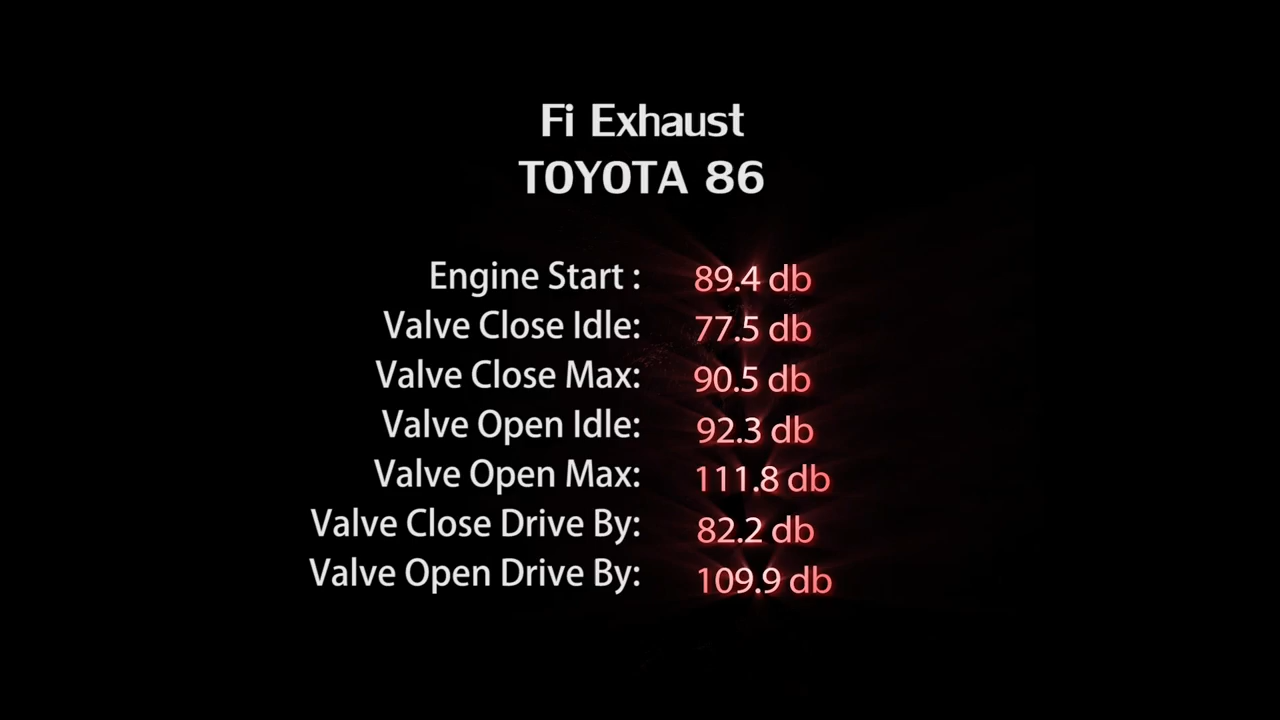 Fi Exhaust
TOYOTA 86
Engine Start : 89.4 db
Valve Close Idle: 77.5 db
Valve Close Max: 90.5 db
Valve Open Idle: 92.3 db
Valve Open Max: 111.8 db
Valve Close Drive By: 82.2 db
Valve Open Drive By: 109.9 db